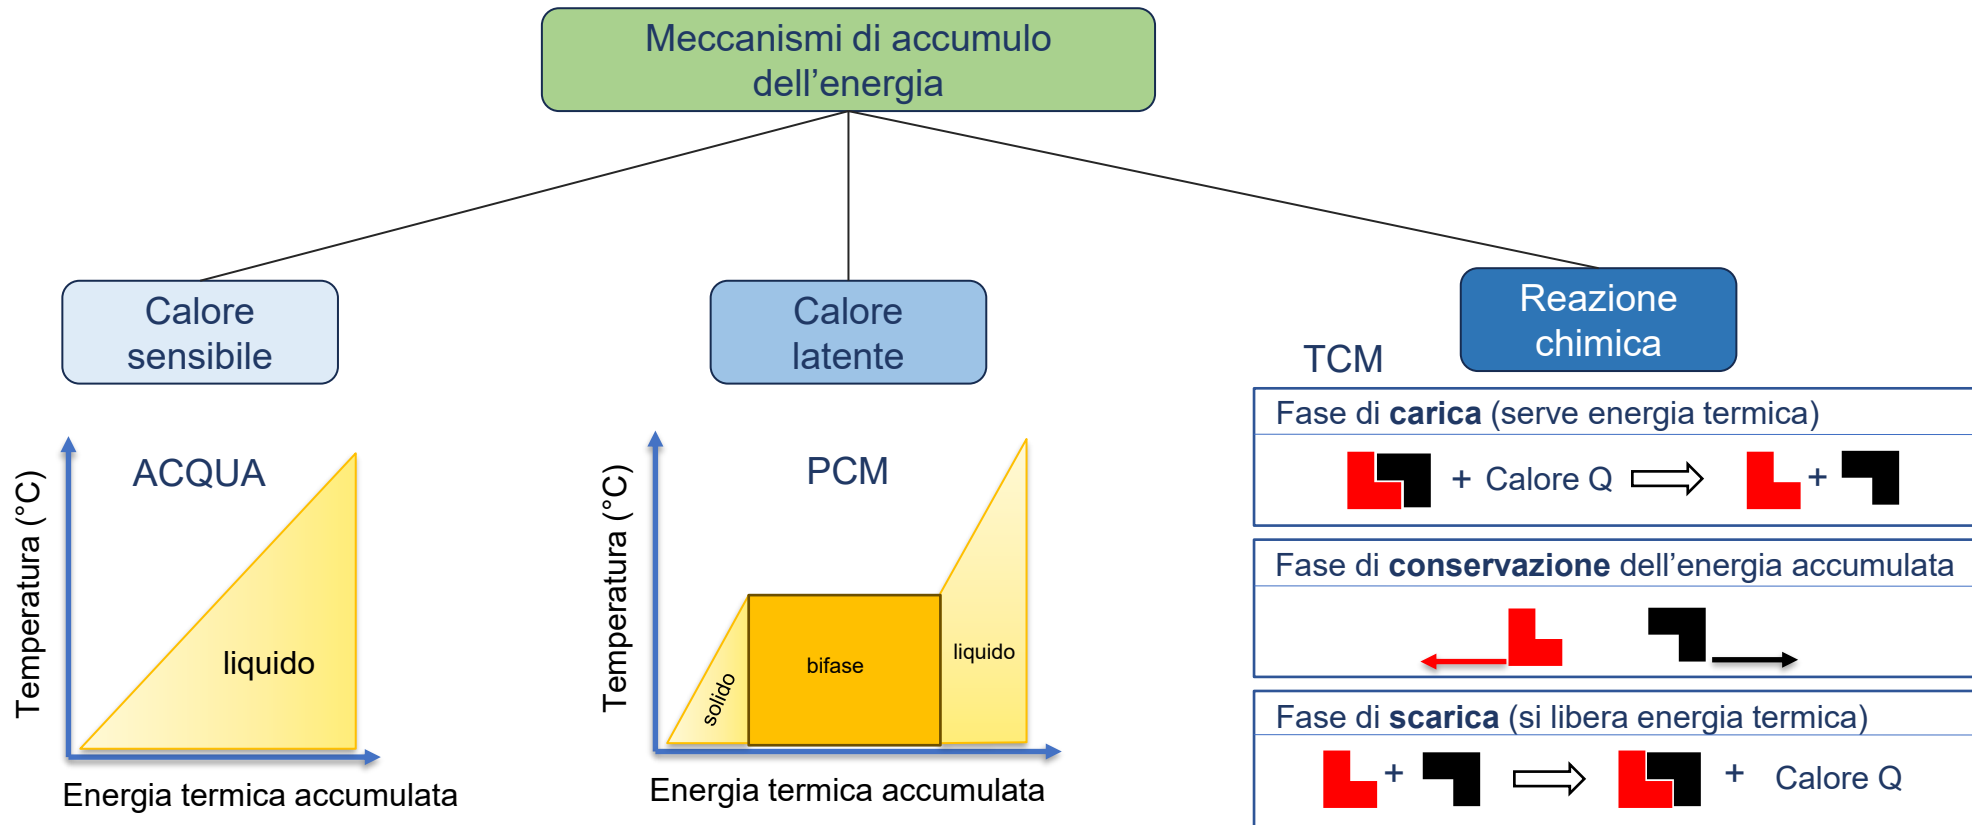 Meccanismi di accumulo
dell’energia
Calore
sensibile
Calore
latente
Reazione
chimica
ACQUA
Temperatura (°C)
liquido
Energia termica accumulata
PCM
Temperatura (°C)
solido
bifase
liquido
Energia termica accumulata
TCM
Fase di carica (serve energia termica)
+ Calore Q +
Fase di conservazione dell’energia accumulata
Fase di scarica (si libera energia termica)
+ + Calore Q